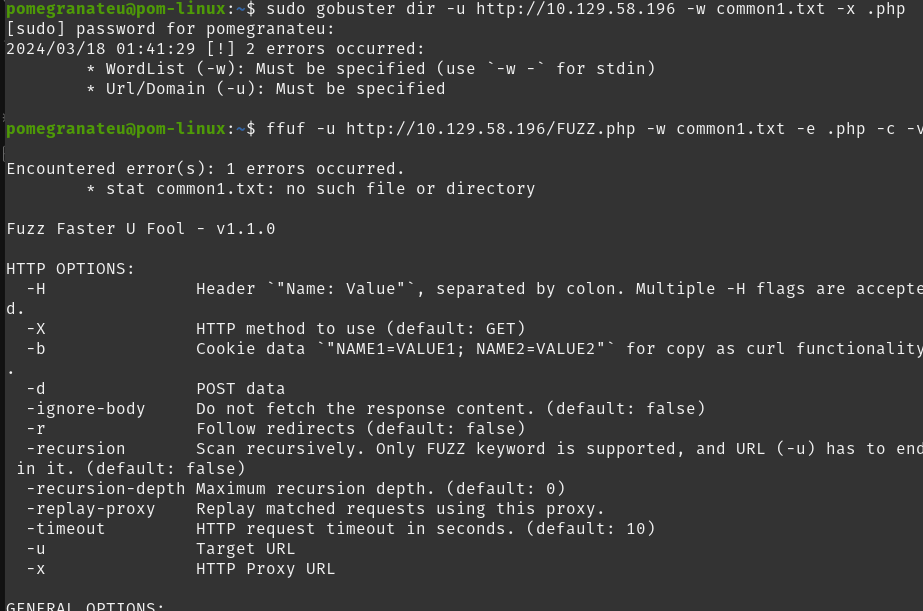 pomegranateu@pom-linux:~$ sudo gobuster dir -u http://10.129.58.196 -w common1.txt -x .php
[sudo] password for pomegranateu:
2024/03/18 01:41:29 [!] 2 errors occurred:
        * WordList (-w): Must be specified (use `-w -` for stdin)
        * Url/Domain (-u): Must be specified
pomegranateu@pom-linux:~$ ffuf -u http://10.129.58.196/FUZZ.php -w common1.txt -e .php -c -v
Encountered error(s): 1 errors occurred.
        * stat common1.txt: no such file or directory
Fuzz Faster U Fool - v1.1.0
HTTP OPTIONS:
  -H               Header `"Name: Value"`, separated by colon. Multiple -H flags are accepte
d.
  -X               HTTP method to use (default: GET)
  -b               Cookie data `"NAME1=VALUE1; NAME2=VALUE2"` for copy as curl functionality
.
  -d               POST data
  -ignore-body     Do not fetch the response content. (default: false)
  -r               Follow redirects (default: false)
  -recursion       Scan recursively. Only FUZZ keyword is supported, and URL (-u) has to end
 in it. (default: false)
  -recursion-depth Maximum recursion depth. (default: 0)
  -replay-proxy    Replay matched requests using this proxy.
  -timeout         HTTP request timeout in seconds. (default: 10)
  -u               Target URL
  -x               HTTP Proxy URL
GENERAL OPTIONS: